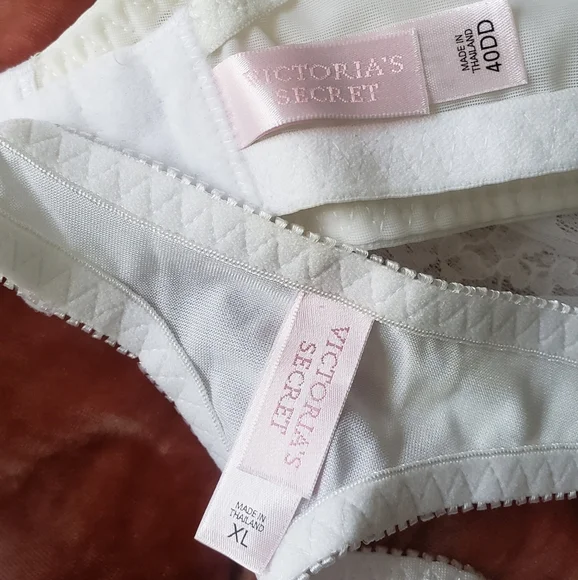 VICTORIA'S
SECRET
MADE IN
THAILAND
40DD
VICTORIA'S
SECRET
MADE IN
THAILAND
XL